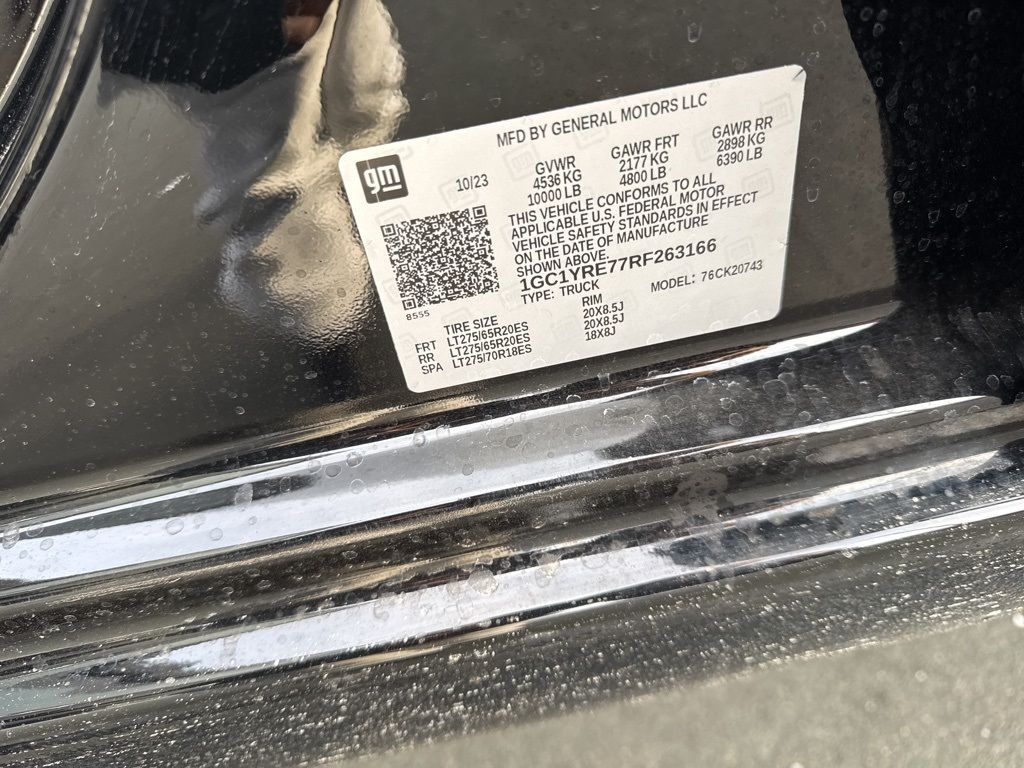 MFD BY GENERAL MOTORS LLC
gm
10/23
GVWR
4536 KG
10000 LB
GAWR FRT
2177 KG
4800 LB
GAWR RR
2898 KG
6390 LB
THIS VEHICLE CONFORMS TO ALL
APPLICABLE U.S. FEDERAL MOTOR
VEHICLE SAFETY STANDARDS IN EFFECT
ON THE DATE OF MANUFACTURE
SHOWN ABOVE.
1GC1YRE77RF263166
TYPE: TRUCK
MODEL: 76CK20743
8555
TIRE SIZE RIM
FRT LT275/65R20ES 20X8.5J
RR LT275/65R20ES 20X8.5J
SPA LT275/70R18ES 18X8J